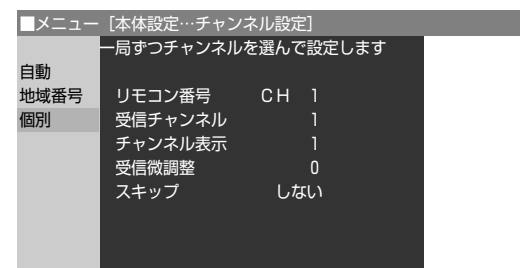 ■メニュー [本体設定…チャンネル設定]
一局ずつチャンネルを選んで設定します
自動
地域番号 リモコン番号 CH 1
個別 受信チャンネル 1
チャンネル表示 1
受信微調整 0
スキップ しない